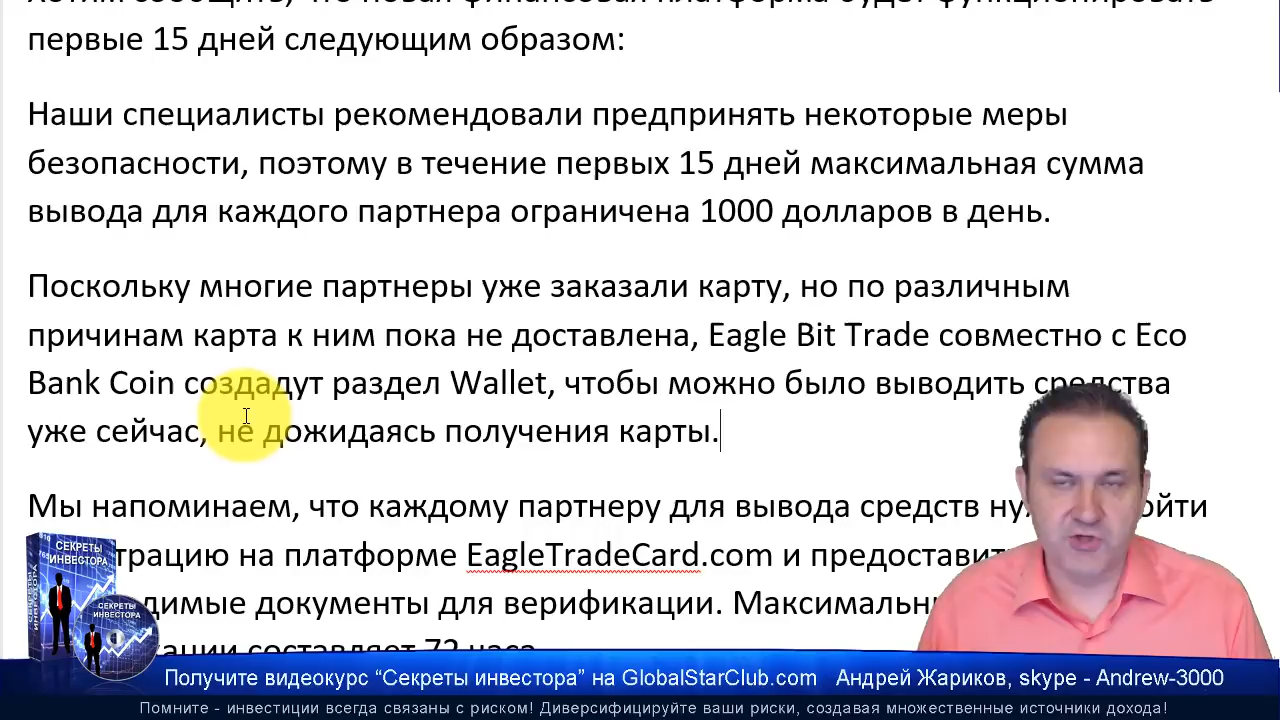 первые 15 дней следующим образом:
Наши специалисты рекомендовали предпринять некоторые меры
безопасности, поэтому в течение первых 15 дней максимальная сумма
вывода для каждого партнера ограничена 1000 долларов в день.
Поскольку многие партнеры уже заказали карту, но по различным
причинам карта к ним пока не доставлена, Eagle Bit Trade совместно с Eco
Bank Coin создадут раздел Wallet, чтобы можно было выводить средства
уже сейчас, не дожидаясь получения карты.
Мы напоминаем, что каждому партнеру для вывода средств
на платформе EagleTradeCard.com и
документы для верификации.
составляет 72 часа
СЕКРЕТЫ
ИНВЕСТОРА
СЕКРЕТЫ
ИНВЕСТОРА
Получите видеокурс “Секреты инвестора” на GlobalStarClub.com Андрей Жариков, skype - Andrew-3000
Помните - инвестиции всегда связаны с риском! Диверсифицируйте ваши риски, создавая множественные источники дохода!